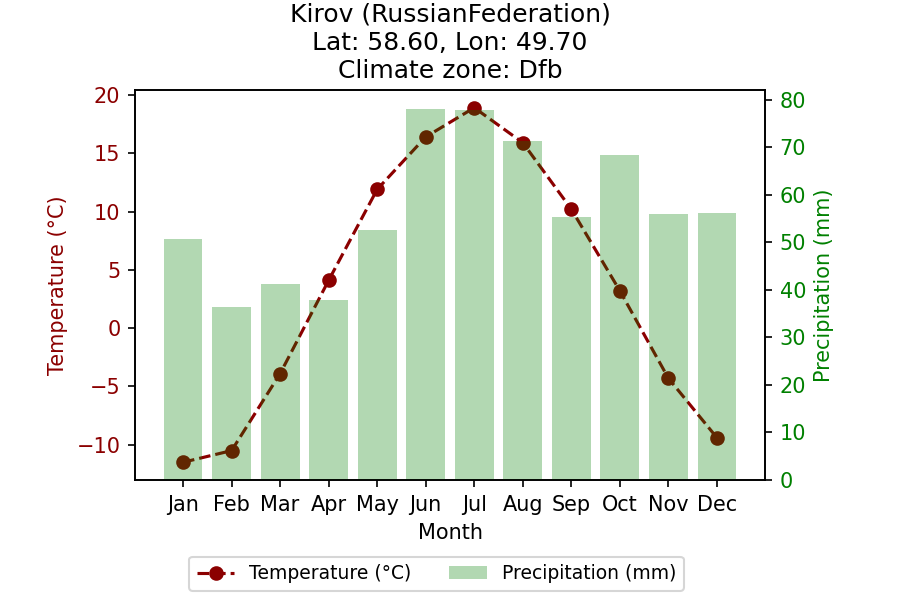 Kirov (RussianFederation)
Lat: 58.60, Lon: 49.70
Climate zone: Dfb
20
15
10
5
0
−5
−10
Temperature (°C)
80
70
60
50
40
30
20
10
0
Precipitation (mm)
Jan Feb Mar Apr May Jun Jul Aug Sep Oct Nov Dec
Month
Temperature (°C) Precipitation (mm)